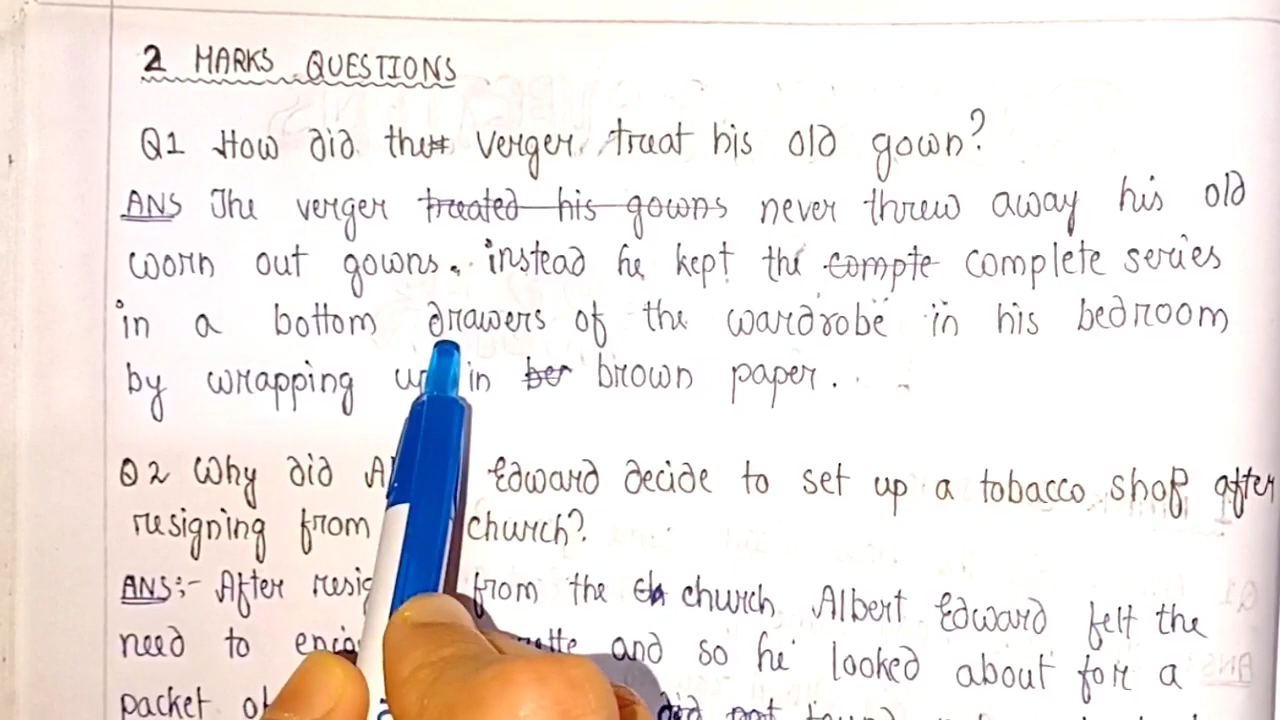 2 MARKS QUESTIONS
Q1 How did the verger treat his old gown?
ANS The verger treated his gowns never threw away his old
worn out gowns. instead he kept the compte complete series
in a bottom drawers of the wardrobe in his bedroom
by wrapping in ber brown paper.
Q2 Why did Edward decide to set up a tobacco shop after
resigning from church?
ANS:- After from the ch church Albert Edward felt the
need to and so he looked about for a
packet